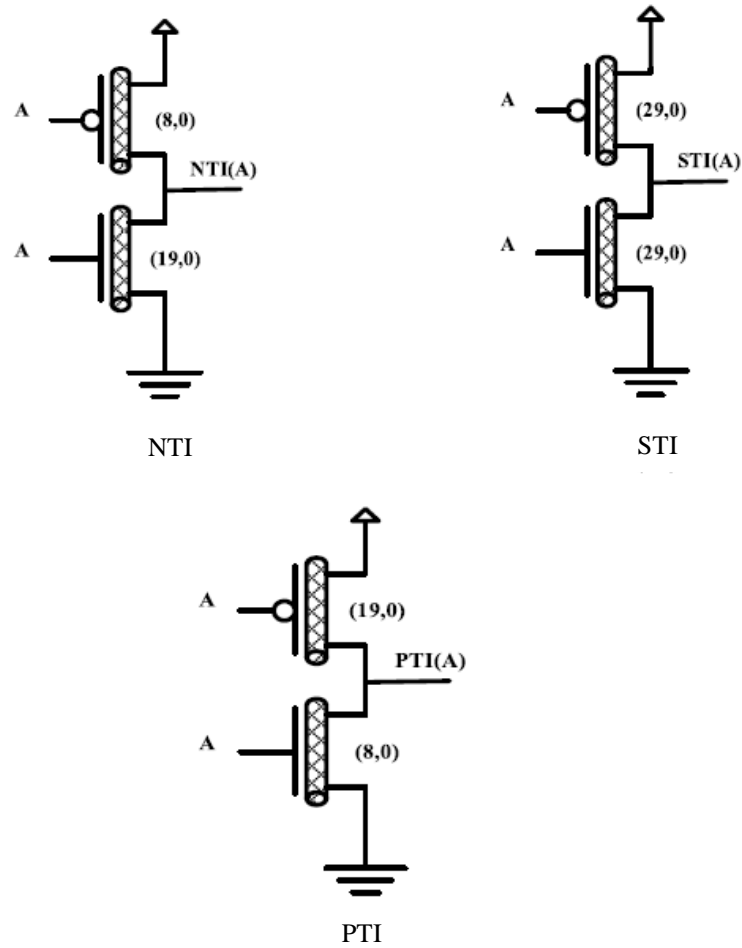 A
(8,0)
NTI(A)
A
(19,0)
NTI
A
(29,0)
STI(A)
A
(29,0)
STI
A
(19,0)
PTI(A)
A
(8,0)
PTI